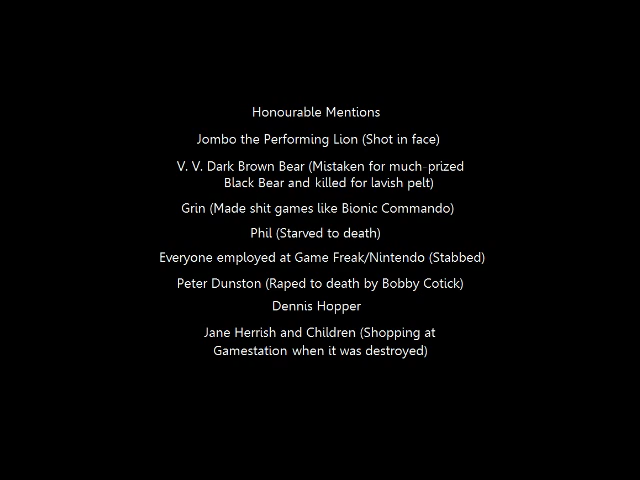 Honourable Mentions
Jombo the Performing Lion (Shot in face)
V. V. Dark Brown Bear (Mistaken for much-prized
Black Bear and killed for lavish pelt)
Grin (Made shit games like Bionic Commando)
Phil (Starved to death)
Everyone employed at Game Freak/Nintendo (Stabbed)
Peter Dunston (Raped to death by Bobby Cotick)
Dennis Hopper
Jane Herrish and Children (Shopping at
Gamestation when it was destroyed)